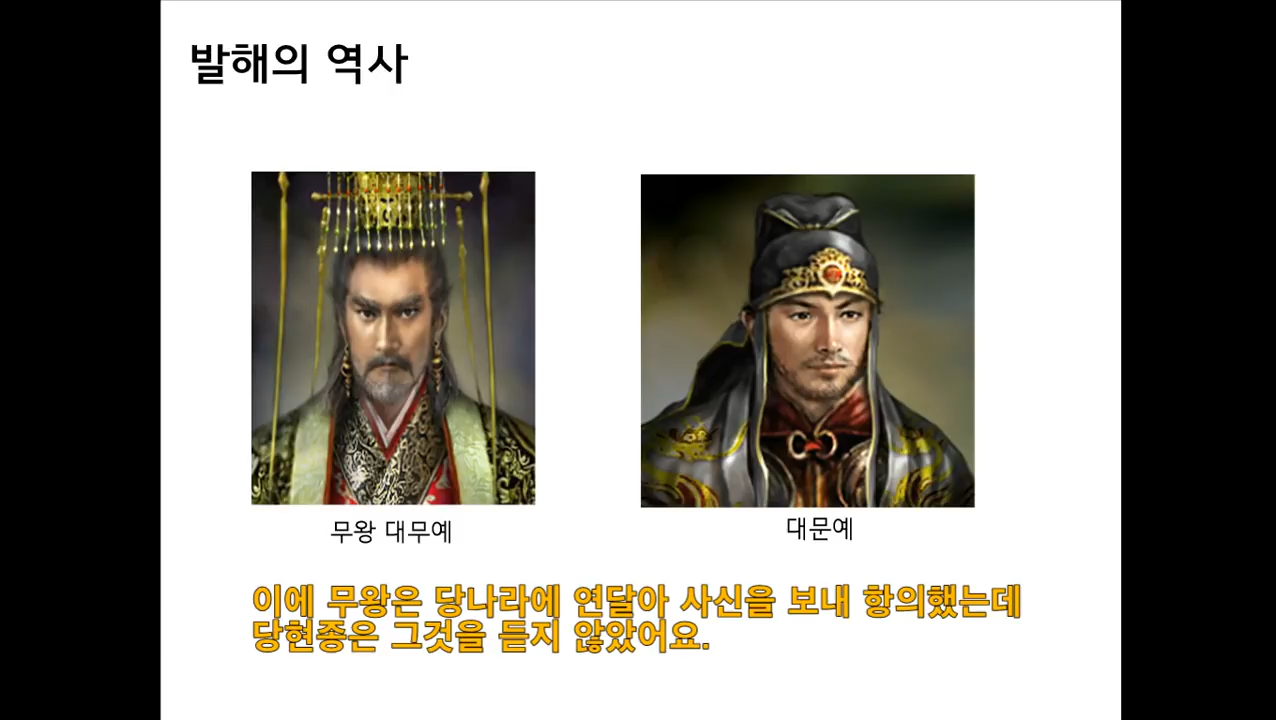 발해의 역사
무왕 대무예
대문예
이에 무왕은 당나라에 연달아 사신을 보내 항의했는데
당현종은 그것을 듣지 않았어요.